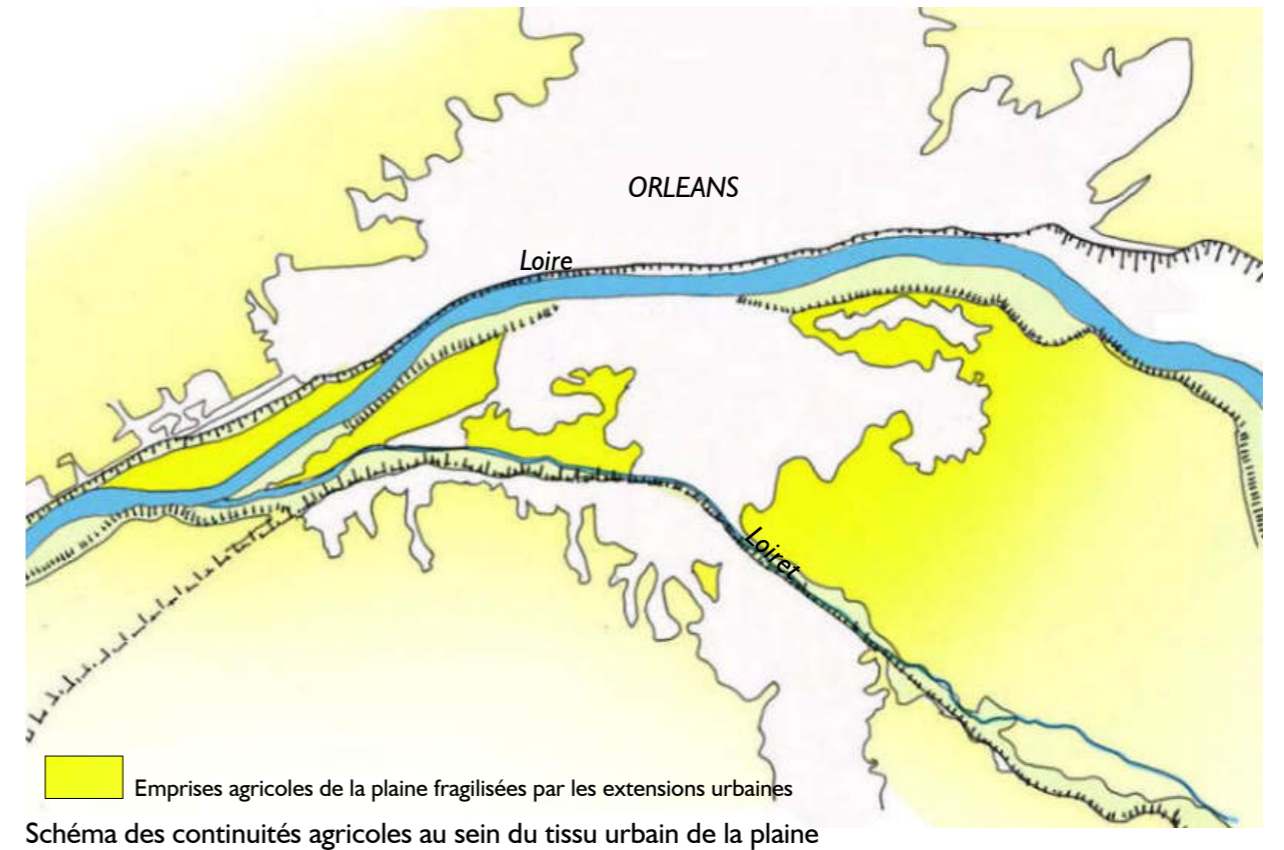 ORLEANS
Loire
Loiret
Emprises agricoles de la plaine fragilisées par les extensions urbaines
Schéma des continuités agricoles au sein du tissu urbain de la plaine